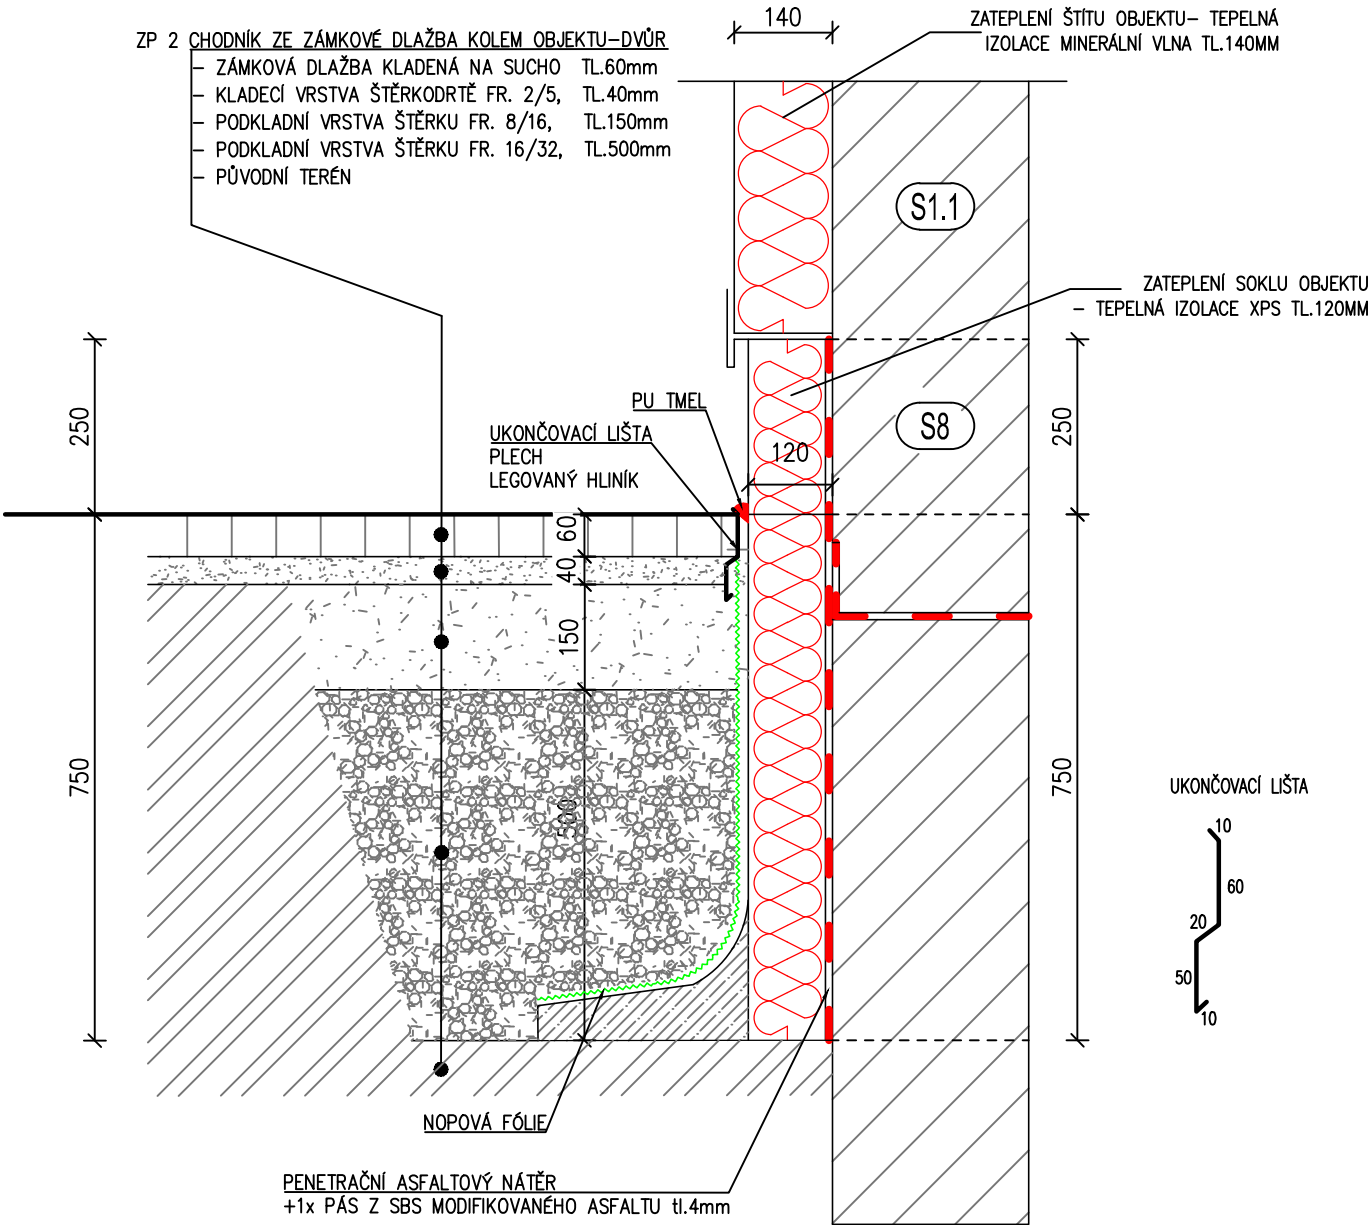 140
ZATEPLENÍ ŠTÍTU OBJEKTU- TEPELNÁ
IZOLACE MINERÁLNÍ VLNA TL.140MM
ZP 2 CHODNÍK ZE ZÁMKOVÉ DLAŽBA KOLEM OBJEKTU-DVŮR
- ZÁMKOVÁ DLAŽBA KLADENÁ NA SUCHO TL.60mm
- KLADECÍ VRSTVA ŠTĚRKODRTĚ FR. 2/5, TL.40mm
- PODKLADNÍ VRSTVA ŠTĚRKU FR. 8/16, TL.150mm
- PODKLADNÍ VRSTVA ŠTĚRKU FR. 16/32, TL.500mm
- PŮVODNÍ TERÉN
S1.1
ZATEPLENÍ SOKLU OBJEKTU
- TEPELNÁ IZOLACE XPS TL.120MM
250
PU TMEL
UKONČOVACÍ LIŠTA
PLECH
LEGOVANÝ HLINÍK
120
S8
250
60
40
150
500
750
750
UKONČOVACÍ LIŠTA
10
60
20
50
10
NOPOVÁ FÓLIE
PENETRAČNÍ ASFALTOVÝ NÁTĚR
+1x PÁS Z SBS MODIFIKOVANÉHO ASFALTU tl.4mm